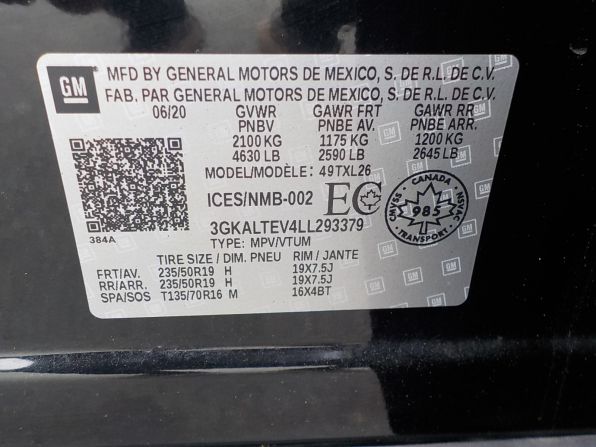 GM
MFD BY GENERAL MOTORS DE MEXICO, S. DE R.L. DE C.V.
FAB. PAR GENERAL MOTORS DE MEXICO, S. DE R.L. DE C.V.
06/20 GVWR GAWR FRT GAWR RR
PNBV PNBE AV. PNBE ARR.
2100 KG 1175 KG 1200 KG
4630 LB 2590 LB 2645 LB
MODEL/MODÈLE: 49TXL26
ICES/NMB-002 EC
CANADA
985
NSVAC
SVANC
384A
3GKALTEV4LL293379
TYPE: MPV/VTUM
TIRE SIZE / DIM. PNEU RIM / JANTE
FRT/AV. 235/50R19 H 19X7.5J
RR/ARR. 235/50R19 H 19X7.5J
SPA/SOS T135/70R16 M 16X4BT